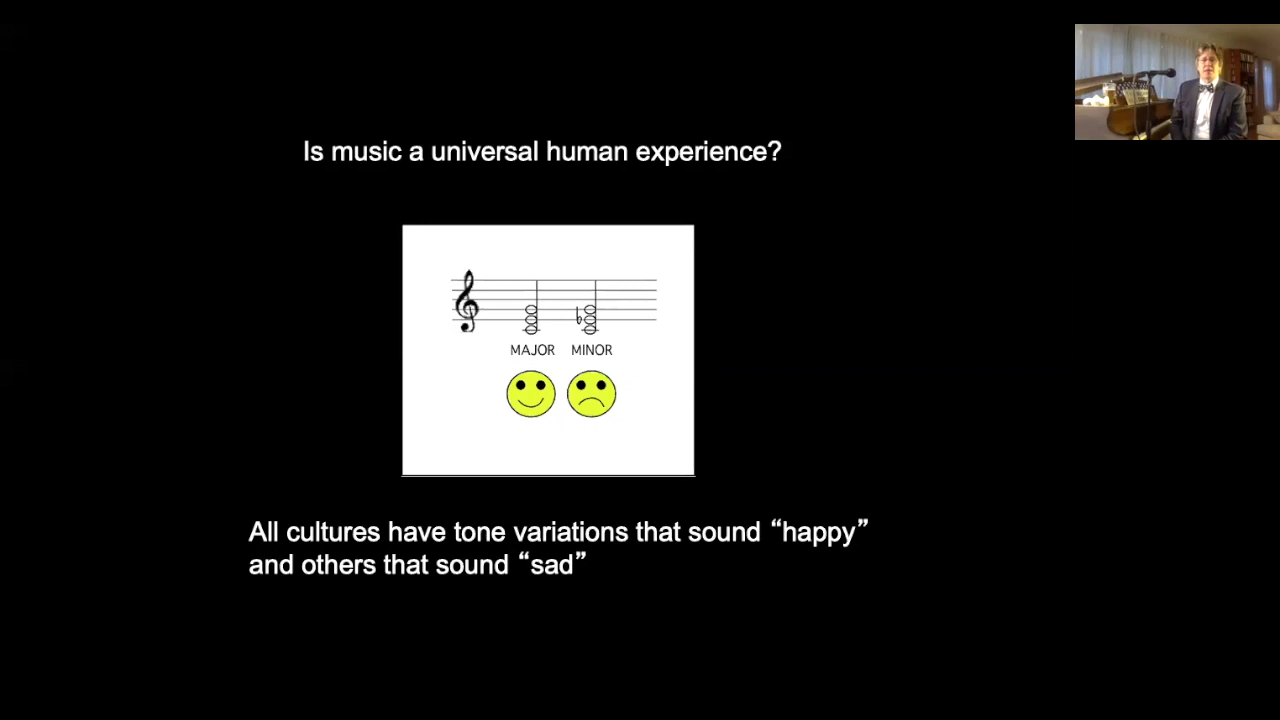 Is music a universal human experience?
MAJOR MINOR
All cultures have tone variations that sound “happy”
and others that sound “sad”